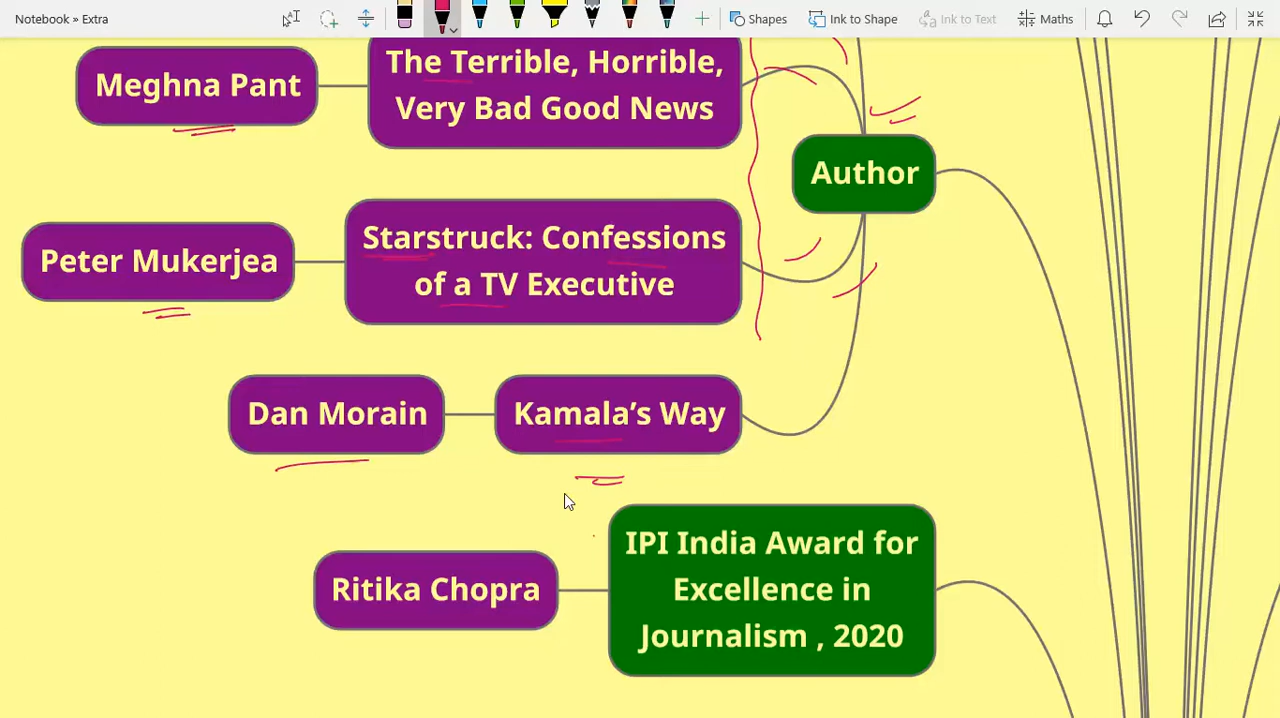 Notebook » Extra
Shapes
Ink to Shape
Ink to Text
Maths
Meghna Pant
The Terrible, Horrible,
Very Bad Good News
Author
Peter Mukerjea
Starstruck: Confessions
of a TV Executive
Dan Morain
Kamala’s Way
Ritika Chopra
IPI India Award for
Excellence in
Journalism , 2020